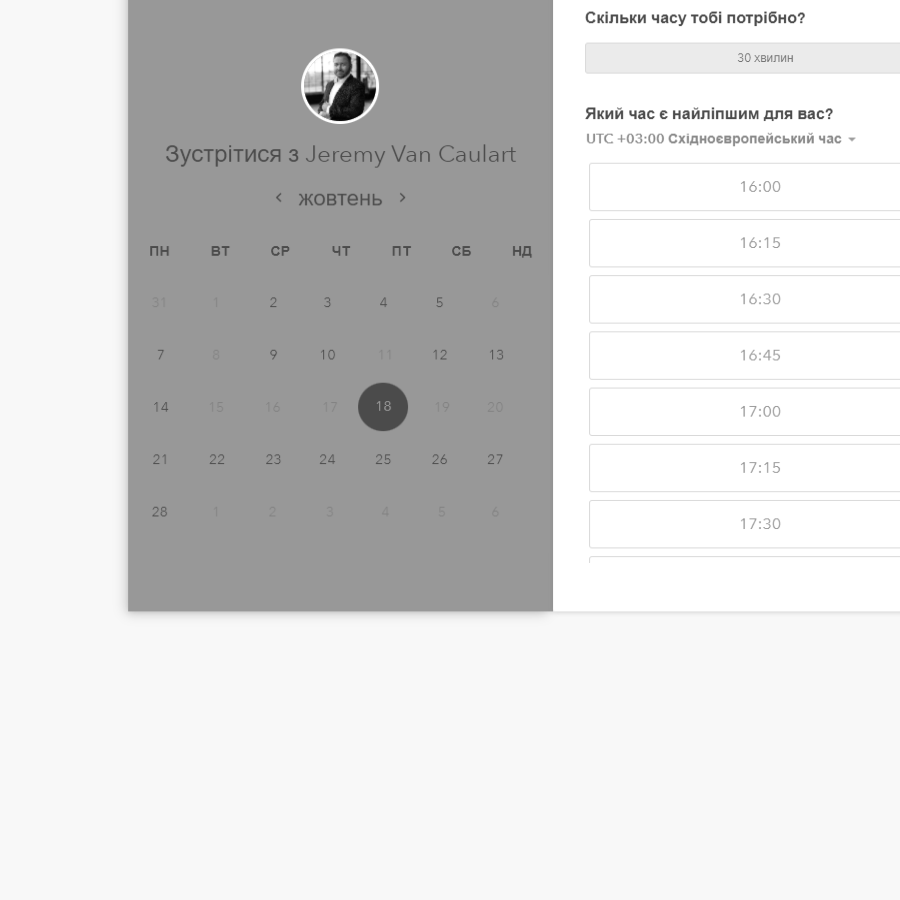 Зустрітися з Jeremy Van Caulart
жовтень
ПН ВТ СР ЧТ ПТ СБ НД
31 1 2 3 4 5 6
7 8 9 10 11 12 13
14 15 16 17 18 19 20
21 22 23 24 25 26 27
28 1 2 3 4 5 6
Скільки часу тобі потрібно?
30 хвилин
Який час є найліпшим для вас?
UTC +03:00 Східноєвропейський час
16:00
16:15
16:30
16:45
17:00
17:15
17:30